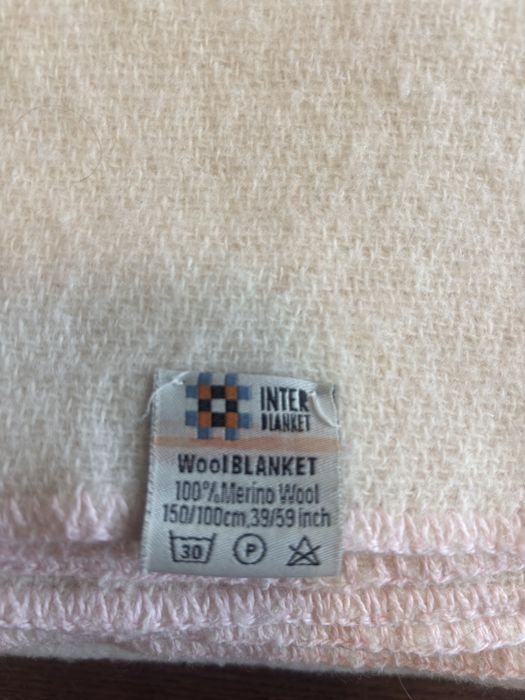 INTER
BLANKET
WoolBLANKET
100%Merino Wool
150/100cm,39/59 inch
30 P